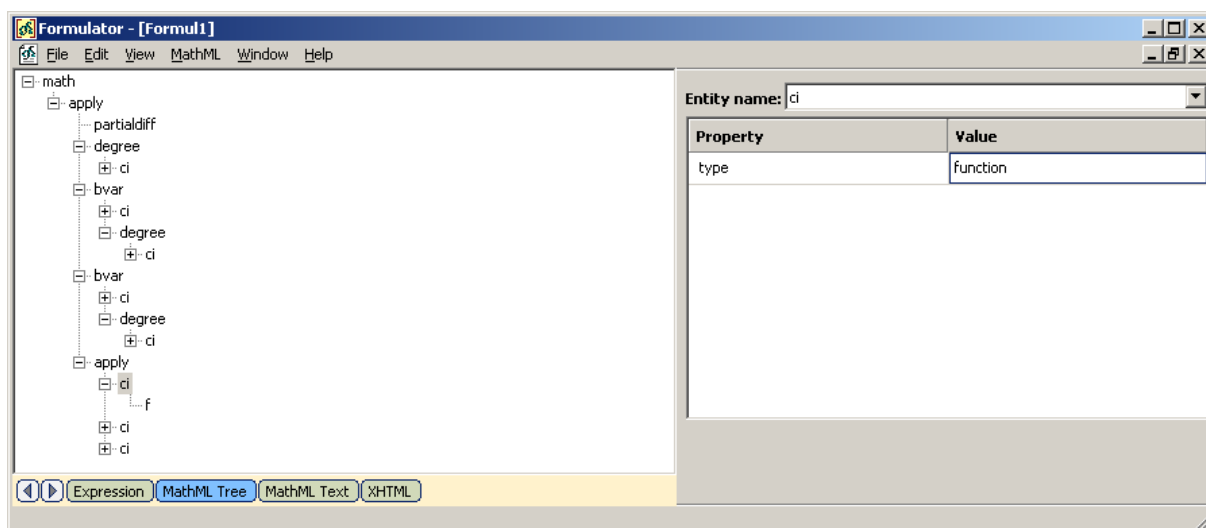 Formulator - [Formul1]
File Edit View MathML Window Help
math
apply
partialdiff
degree
ci
bvar
ci
degree
ci
bvar
ci
degree
ci
apply
ci
f
ci
ci
Expression MathML Tree MathML Text XHTML
Entity name: ci
Property Value
type function